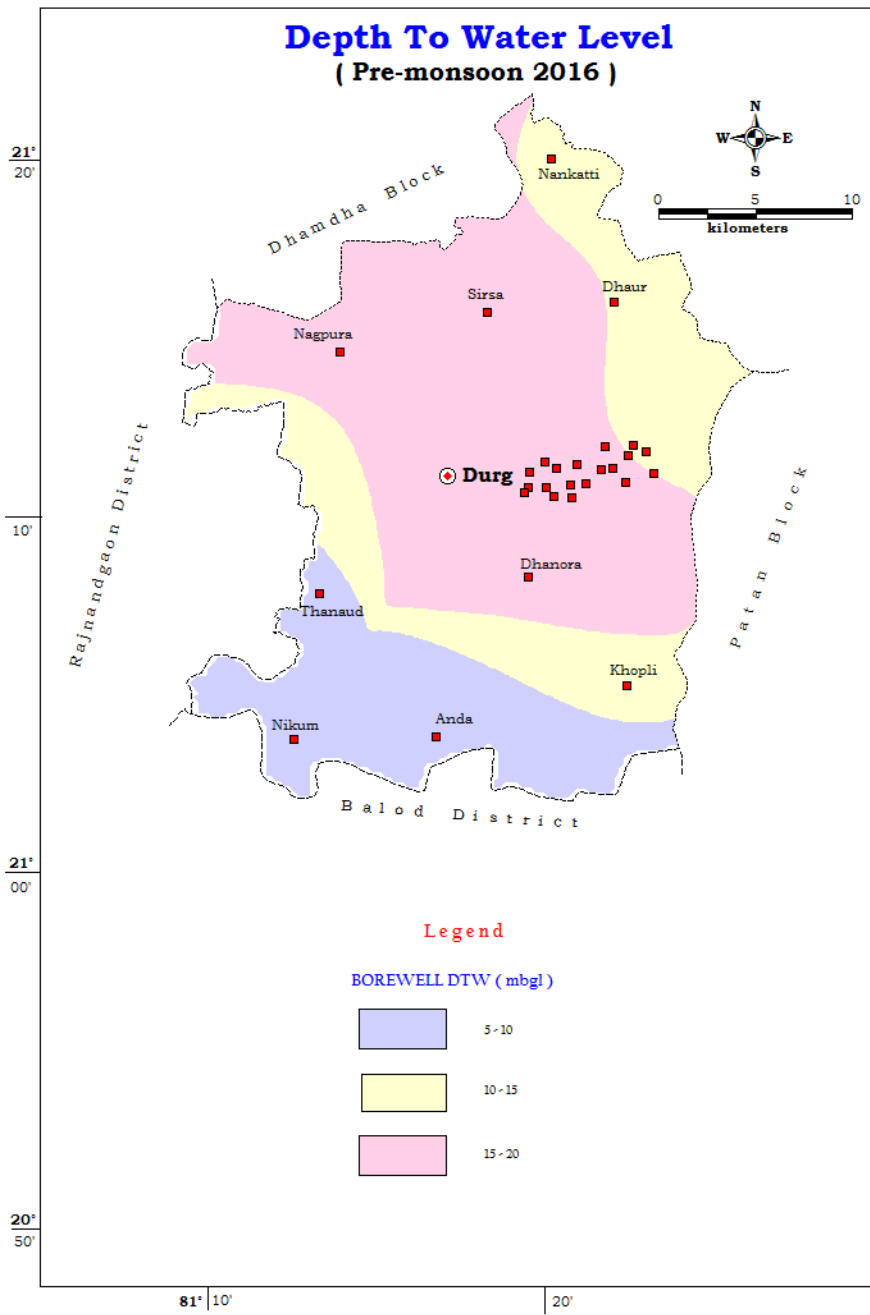 Depth To Water Level
( Pre-monsoon 2016 )
N
W E
S
21°
20'
Dhamdha Block
Nankatti
0 5 10
kilometers
Dhaur
Sirsa
Nagpura
Rajnandgaon District
Durg
Patan Block
10'
Dhanora
Thanaud
Khopli
Nikum
Anda
Balod District
21°
00'
Legend
BOREWELL DTW ( mbgl )
5 - 10
10 - 15
15 - 20
20°
50'
81° 10' 20'